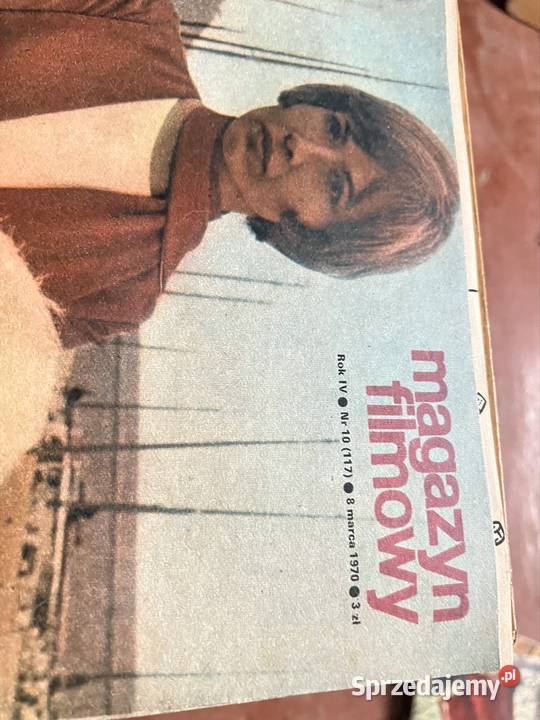 magazyn
filmowy
Rok IV ● Nr 10 (117) ● 8 marca 1970 ● 3 zł
Sprzedajemy.pl